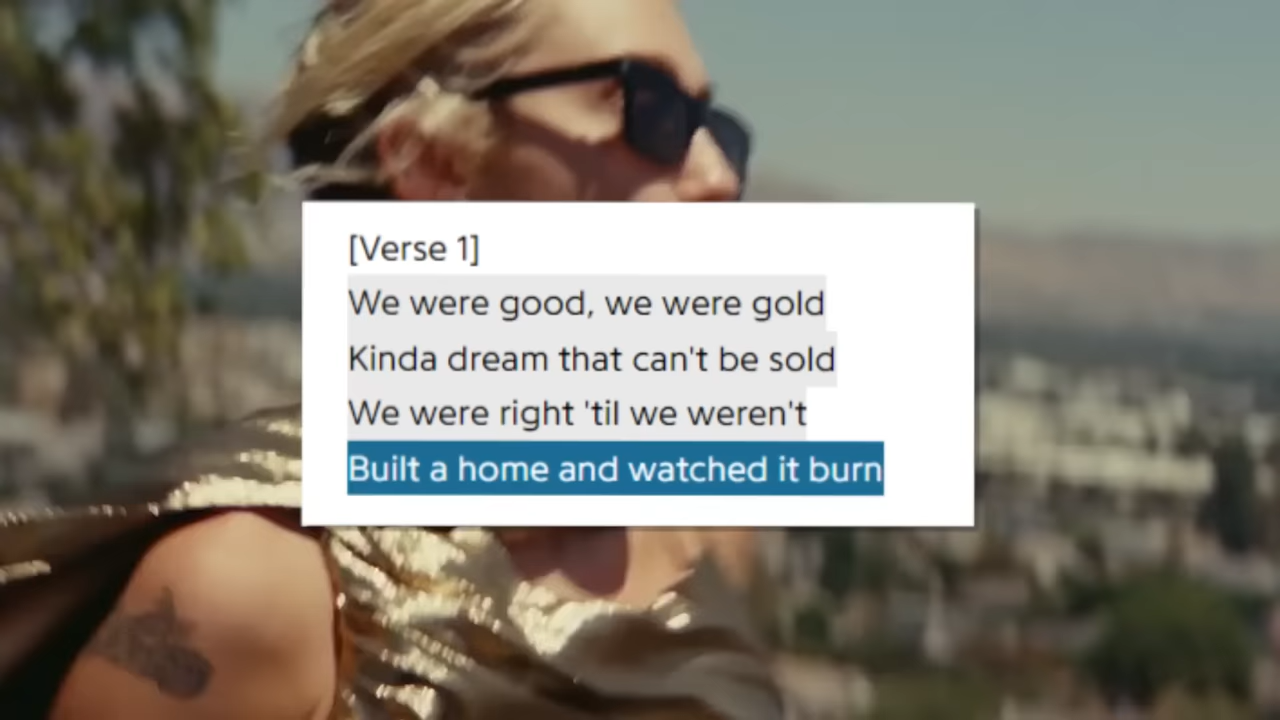 [Verse 1]
We were good, we were gold
Kinda dream that can't be sold
We were right 'til we weren't
Built a home and watched it burn